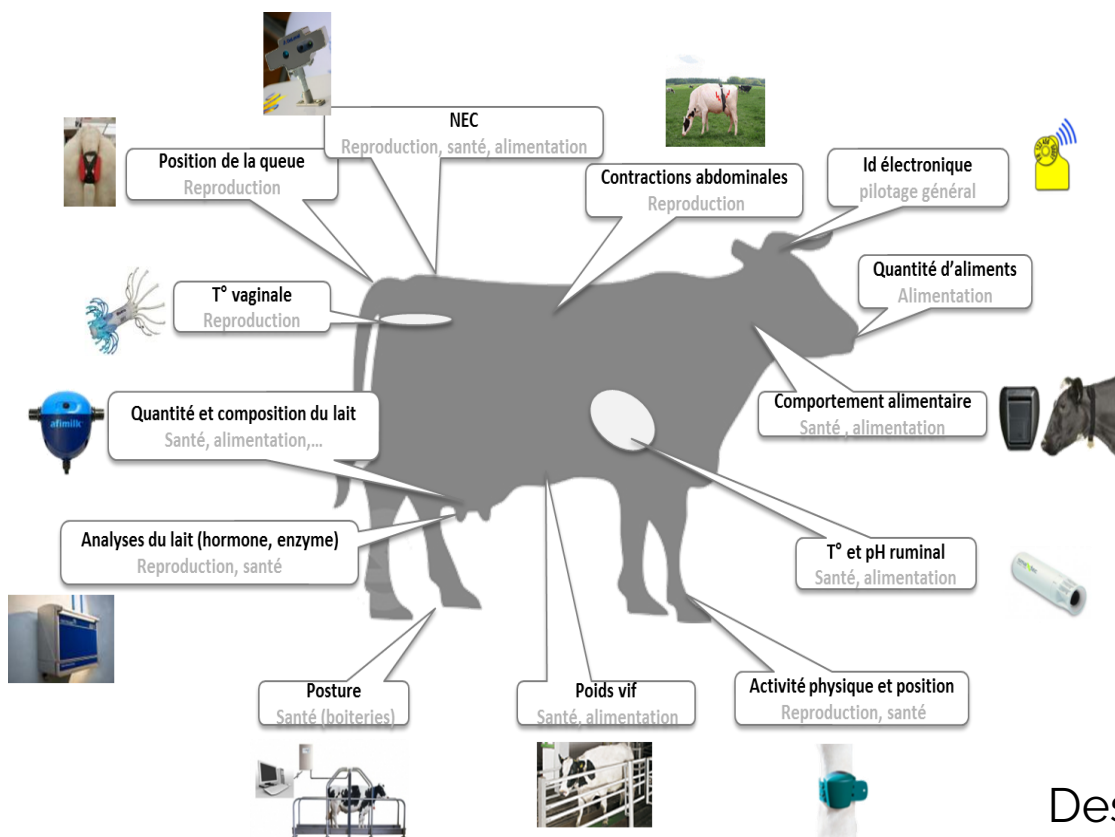 NEC
Reproduction, santé, alimentation
Position de la queue
Reproduction
Contractions abdominales
Reproduction
Id électronique
pilotage général
Quantité d'aliments
Alimentation
T° vaginale
Reproduction
Quantité et composition du lait
Santé, alimentation,...
afimilk
Comportement alimentaire
Santé , alimentation
Analyses du lait (hormone, enzyme)
Reproduction, santé
T° et pH ruminal
Santé, alimentation
Posture
Santé (boiteries)
Poids vif
Santé, alimentation
Activité physique et position
Reproduction, santé
Des